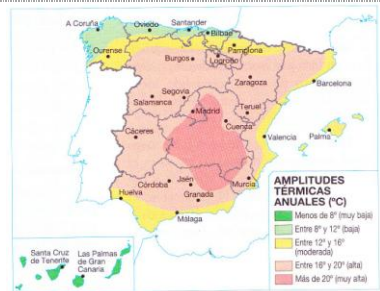 A Coruña
Oviedo
Santander
Bilbao
Ourense
Pamplona
Burgos
Logroño
Zaragoza
Barcelona
Segovia
Salamanca
Madrid
Teruel
Cuenca
Cáceres
Valencia
Palma
Córdoba
Jaén
Murcia
Huelva
Granada
Málaga
Santa Cruz
de Tenerife
Las Palmas
de Gran
Canaria
AMPLITUDES
TÉRMICAS
ANUALES (ºC)
Menos de 8º (muy baja)
Entre 8º y 12º (baja)
Entre 12º y 16º
(moderada)
Entre 16º y 20º (alta)
Más de 20º (muy alta)